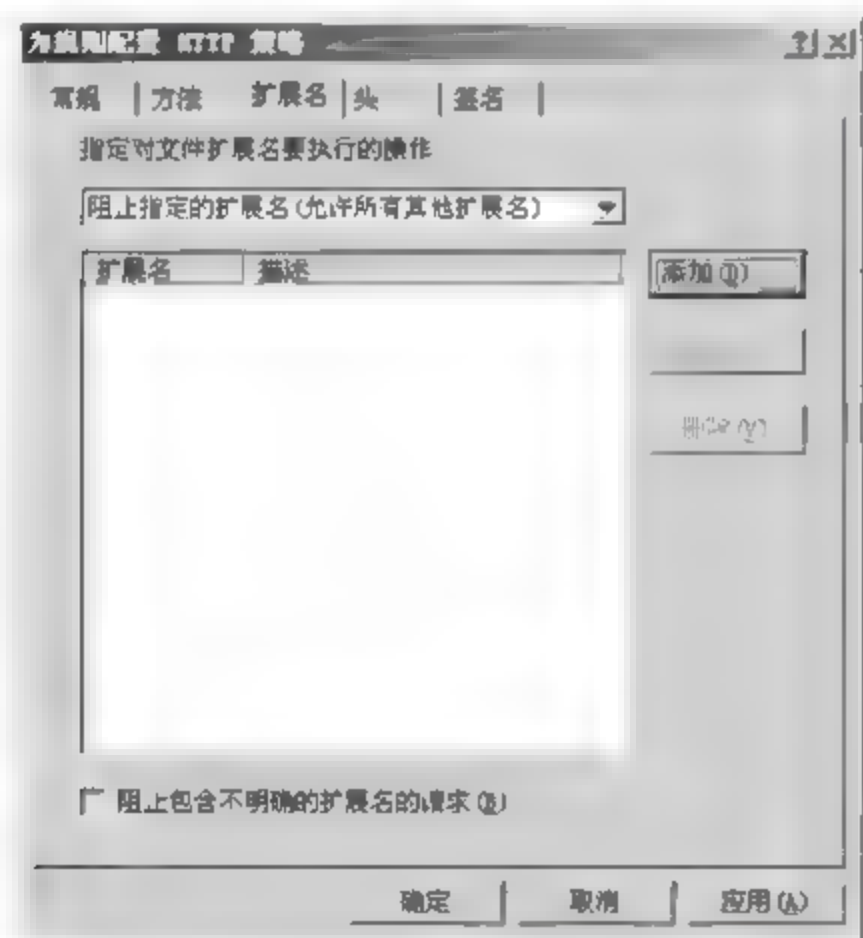 为规则配置 HTTP 策略
常规 方法 扩展名 头 签名
指定对文件扩展名要执行的操作
阻止指定的扩展名(允许所有其他扩展名)
扩展名 描述 添加(D)
删除(R)
阻止包含不明确的扩展名的请求(B)
确定 取消 应用(A)